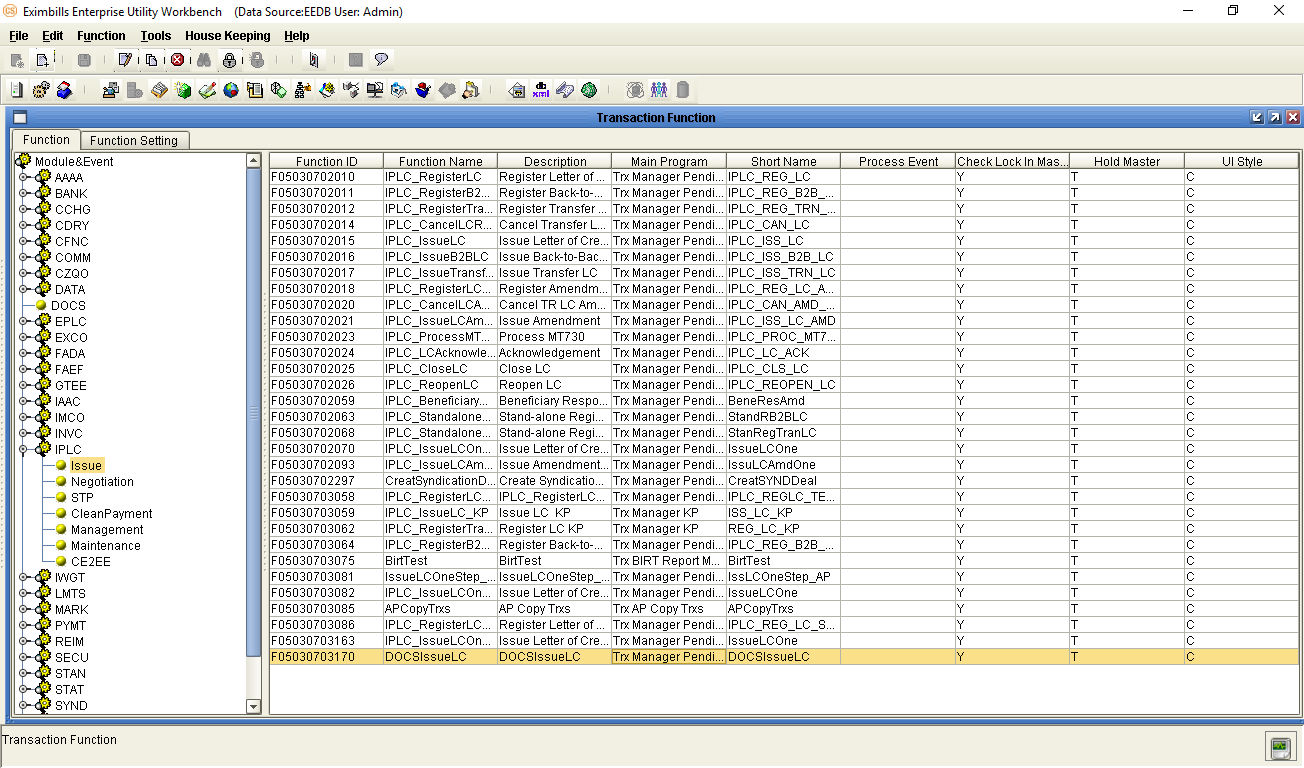 CS Eximbills Enterprise Utility Workbench (Data Source:EEDB User: Admin)
File Edit Function Tools House Keeping Help
db xml
Transaction Function
Function Function Setting
Module&Event
AAAA
BANK
CCHG
CDRY
CFNC
COMM
CZQO
DATA
DOCS
EPLC
EXCO
FADA
FAEF
GTEE
IAAC
IMCO
INVC
IPLC
Issue
Negotiation
STP
CleanPayment
Management
Maintenance
CE2EE
IWGT
LMTS
MARK
PYMT
REIM
SECU
STAN
STAT
SYND
Function ID Function Name Description Main Program Short Name Process Event Check Lock In Mas... Hold Master UI Style
F05030702010 IPLC_RegisterLC Register Letter of ... Trx Manager Pendi... IPLC_REG_LC Y T C
F05030702011 IPLC_RegisterB2... Register Back-to-... Trx Manager Pendi... IPLC_REG_B2B_... Y T C
F05030702012 IPLC_RegisterTra... Register Transfer ... Trx Manager Pendi... IPLC_REG_TRN_... Y T C
F05030702014 IPLC_CancelLCR... Cancel Transfer L... Trx Manager Pendi... IPLC_CAN_LC Y T C
F05030702015 IPLC_IssueLC Issue Letter of Cre... Trx Manager Pendi... IPLC_ISS_LC Y T C
F05030702016 IPLC_IssueB2BLC Issue Back-to-Bac... Trx Manager Pendi... IPLC_ISS_B2B_LC Y T C
F05030702017 IPLC_IssueTransf... Issue Transfer LC Trx Manager Pendi... IPLC_ISS_TRN_LC Y T C
F05030702018 IPLC_RegisterLC... Register Amendm... Trx Manager Pendi... IPLC_REG_LC_A... Y T C
F05030702020 IPLC_CancelLCA... Cancel TR LC Am... Trx Manager Pendi... IPLC_CAN_AMD_... Y T C
F05030702021 IPLC_IssueLCAm... Issue Amendment Trx Manager Pendi... IPLC_ISS_LC_AMD Y T C
F05030702023 IPLC_ProcessMT... Process MT730 Trx Manager Pendi... IPLC_PROC_MT7... Y T C
F05030702024 IPLC_LCAcknowle... Acknowledgement Trx Manager Pendi... IPLC_LC_ACK Y T C
F05030702025 IPLC_CloseLC Close LC Trx Manager Pendi... IPLC_CLS_LC Y T C
F05030702026 IPLC_ReopenLC Reopen LC Trx Manager Pendi... IPLC_REOPEN_LC Y T C
F05030702059 IPLC_Beneficiary... Beneficiary Respo... Trx Manager Pendi... BeneResAmd Y T C
F05030702063 IPLC_Standalone... Stand-alone Regi... Trx Manager Pendi... StandRB2BLC Y T C
F05030702068 IPLC_Standalone... Stand-alone Regi... Trx Manager Pendi... StanRegTranLC Y T C
F05030702070 IPLC_IssueLCOn... Issue Letter of Cre... Trx Manager Pendi... IssueLCOne Y T C
F05030702093 IPLC_IssueLCAm... Issue Amendment... Trx Manager Pendi... IssuLCAmdOne Y T C
F05030702297 CreatSyndicationD... Create Syndicatio... Trx Manager Pendi... CreatSYNDDeal Y T C
F05030703058 IPLC_RegisterLC... IPLC_RegisterLC... Trx Manager Pendi... IPLC_REGLC_TE... Y T C
F05030703059 IPLC_IssueLC_KP Issue LC KP Trx Manager KP ISS_LC_KP Y T C
F05030703062 IPLC_RegisterTra... Register LC KP Trx Manager KP REG_LC_KP Y T C
F05030703064 IPLC_RegisterB2... Register Back-to-... Trx Manager Pendi... IPLC_REG_B2B_... Y T C
F05030703075 BirtTest BirtTest Trx BIRT Report M... BirtTest Y T C
F05030703081 IssueLCOneStep_... IssueLCOneStep_... Trx Manager Pendi... IssLCOneStep_AP Y T C
F05030703082 IPLC_IssueLCOn... Issue Letter of Cre... Trx Manager Pendi... IssueLCOne Y T C
F05030703085 APCopyTrxs AP Copy Trxs Trx AP Copy Trxs APCopyTrxs Y T C
F05030703086 IPLC_RegisterLC... Register Letter of ... Trx Manager Pendi... IPLC_REG_LC_S... Y T C
F05030703163 IPLC_IssueLCOn... Issue Letter of Cre... Trx Manager Pendi... IssueLCOne Y T C
F05030703170 DOCSIssueLC DOCSIssueLC Trx Manager Pendi... DOCSIssueLC Y T C
Transaction Function